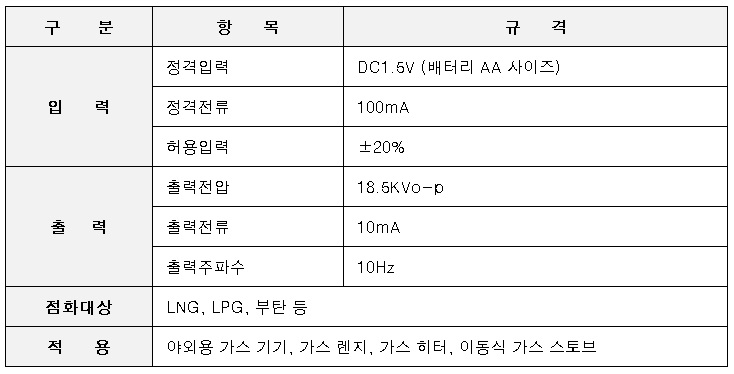 구 분 항 목 규 격
입 력 정격입력 DC1.5V (배터리 AA 사이즈)
정격전류 100mA
허용입력 ±20%
출 력 출력전압 18.5KVo-p
출력전류 10mA
출력주파수 10Hz
점화대상 LNG, LPG, 부탄 등
적 용 야외용 가스 기기, 가스 렌지, 가스 히터, 이동식 가스 스토브